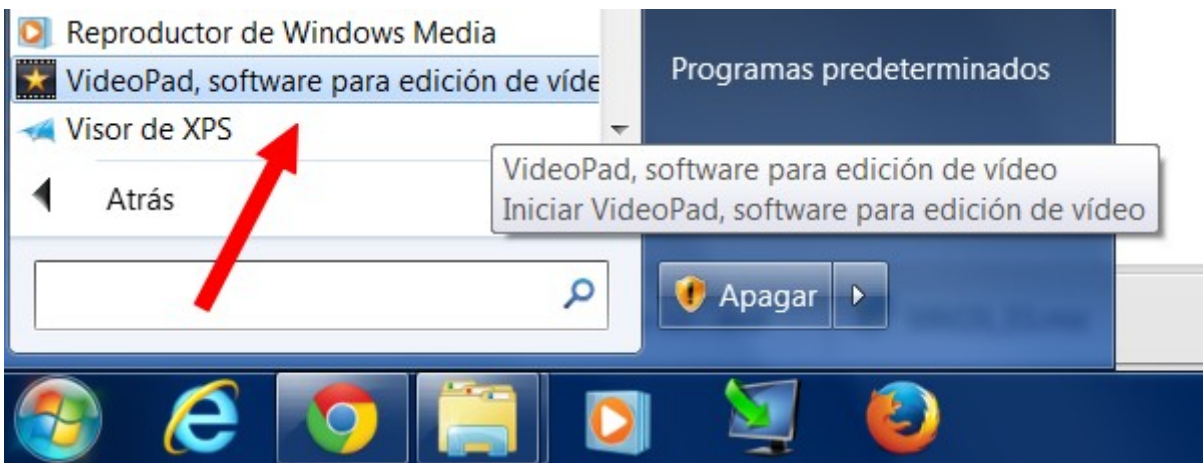 Reproductor de Windows Media
VideoPad, software para edición de víde
Visor de XPS
Atrás
Programas predeterminados
VideoPad, software para edición de vídeo
Iniciar VideoPad, software para edición de vídeo
Apagar